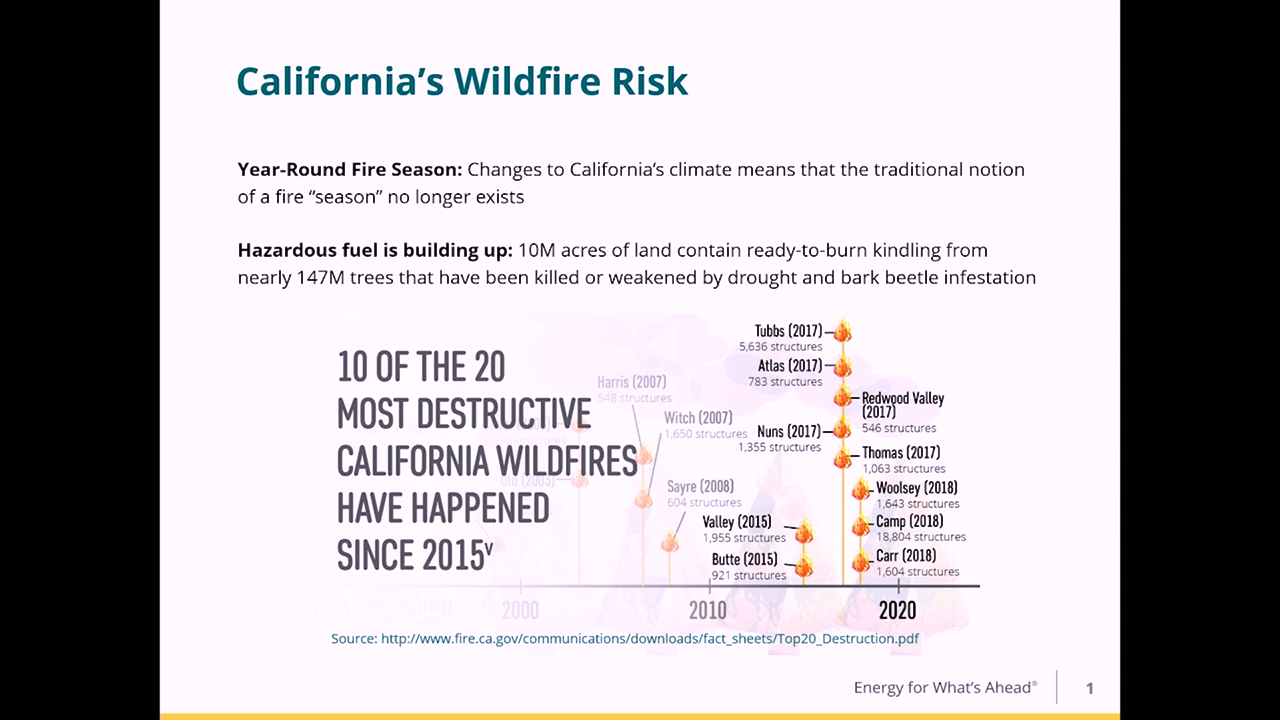 California’s Wildfire Risk
Year-Round Fire Season: Changes to California’s climate means that the traditional notion
of a fire “season” no longer exists
Hazardous fuel is building up: 10M acres of land contain ready-to-burn kindling from
nearly 147M trees that have been killed or weakened by drought and bark beetle infestation
10 OF THE 20
MOST DESTRUCTIVE
CALIFORNIA WILDFIRES
HAVE HAPPENED
SINCE 2015ᵛ
Old (2003)
Harris (2007)
548 structures
Witch (2007)
1,650 structures
Sayre (2008)
604 structures
Valley (2015)
1,955 structures
Butte (2015)
921 structures
Tubbs (2017)
5,636 structures
Atlas (2017)
783 structures
Redwood Valley
(2017)
546 structures
Nuns (2017)
1,355 structures
Thomas (2017)
1,063 structures
Woolsey (2018)
1,643 structures
Camp (2018)
18,804 structures
Carr (2018)
1,604 structures
2000
2010
2020
Source: http://www.fire.ca.gov/communications/downloads/fact_sheets/Top20_Destruction.pdf
Energy for What’s Ahead®
1